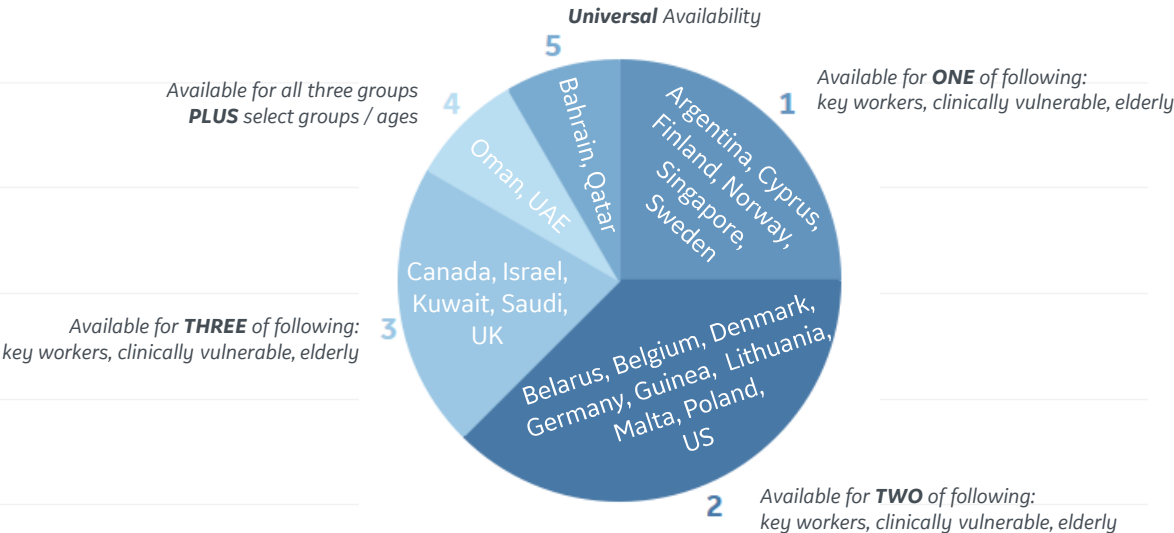 Universal Availability
5
Bahrain, Qatar
1
Available for ONE of following:
key workers, clinically vulnerable, elderly
Argentina, Cyprus,
Finland, Norway,
Singapore,
Sweden
Available for all three groups
PLUS select groups / ages
4
Oman, UAE
Available for THREE of following:
key workers, clinically vulnerable, elderly
3
Canada, Israel,
Kuwait, Saudi,
UK
Belarus, Belgium, Denmark,
Germany, Guinea, Lithuania,
Malta, Poland,
US
2
Available for TWO of following:
key workers, clinically vulnerable, elderly